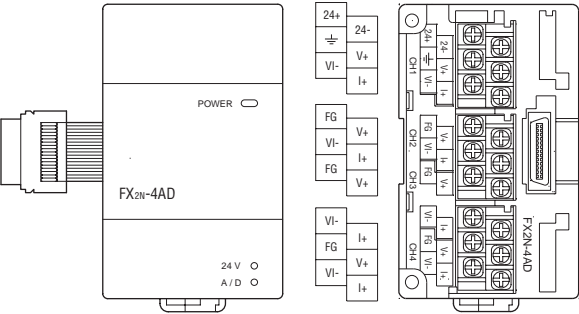 POWER
FX2N-4AD
24 V
A / D
24+
24-
VI-
V+
I+
FG
VI-
FG
V+
I+
V+
VI-
FG
VI-
I+
V+
I+
CH1
24+
VI-
24-
V+
I+
CH2
CH3
FG
VI-
FG
V+
I+
V+
CH4
VI-
FG
VI-
I+
V+
I+
FX2N-4AD